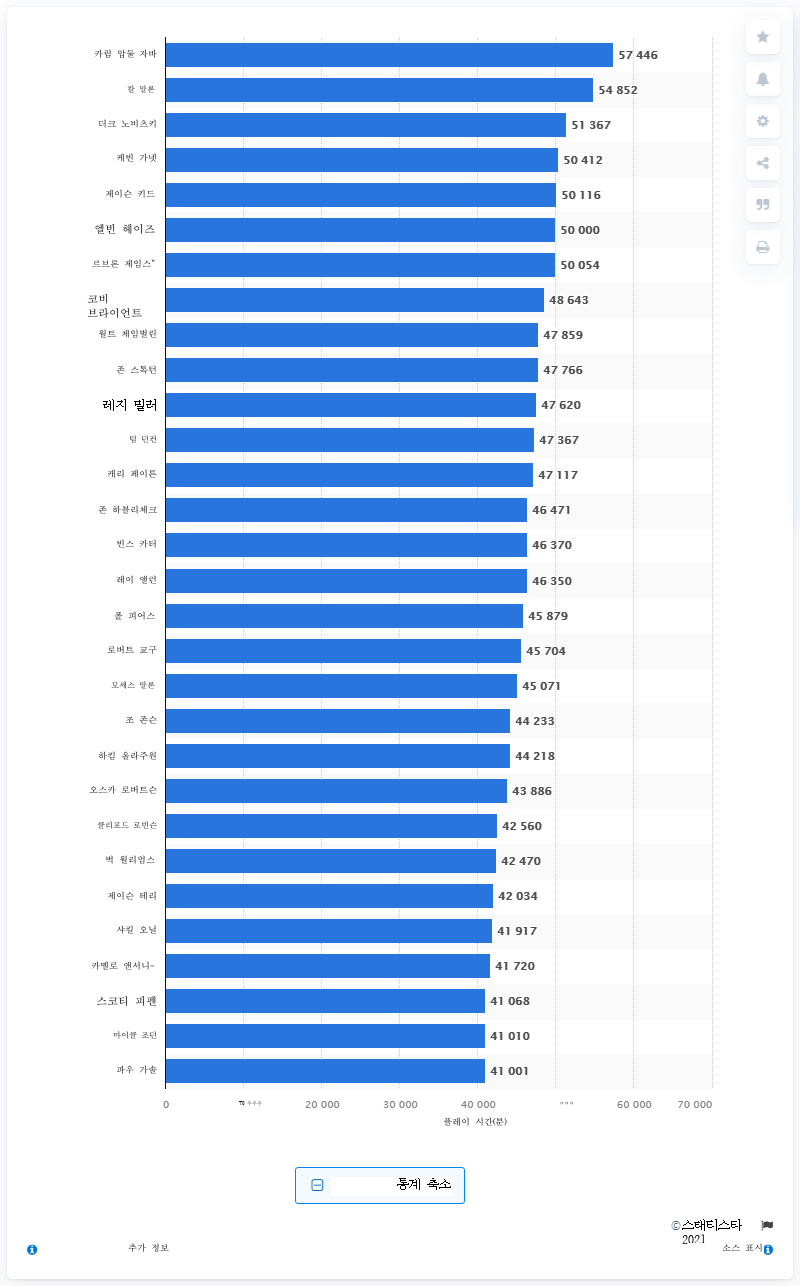 카림 압둘 자바 57 446
칼 말론 54 852
더크 노비츠키 51 367
케빈 가넷 50 412
제이슨 키드 50 116
엘빈 헤이즈 50 000
르브론 제임스" 50 054
코비
브라이언트 48 643
월트 체임벌린 47 859
존 스톡턴 47 766
레지 밀러 47 620
팀 던컨 47 367
캐리 페이튼 47 117
존 하블리체크 46 471
빈스 카터 46 370
레이 앨런 46 350
폴 피어스 45 879
로버트 교구 45 704
모세스 말론 45 071
조 존슨 44 233
하킴 올라주원 44 218
오스카 로버트슨 43 886
클리포드 로빈슨 42 560
벅 윌리엄스 42 470
제이슨 테리 42 034
샤킬 오닐 41 917
카멜로 앤서니~ 41 720
스코티 피펜 41 068
마이클 조던 41 010
파우 가솔 41 001
0 20 000 30 000 40 000 60 000 70 000
플레이 시간(분)
통계 축소
©스태티스타
2021
추가 정보 소스 표시